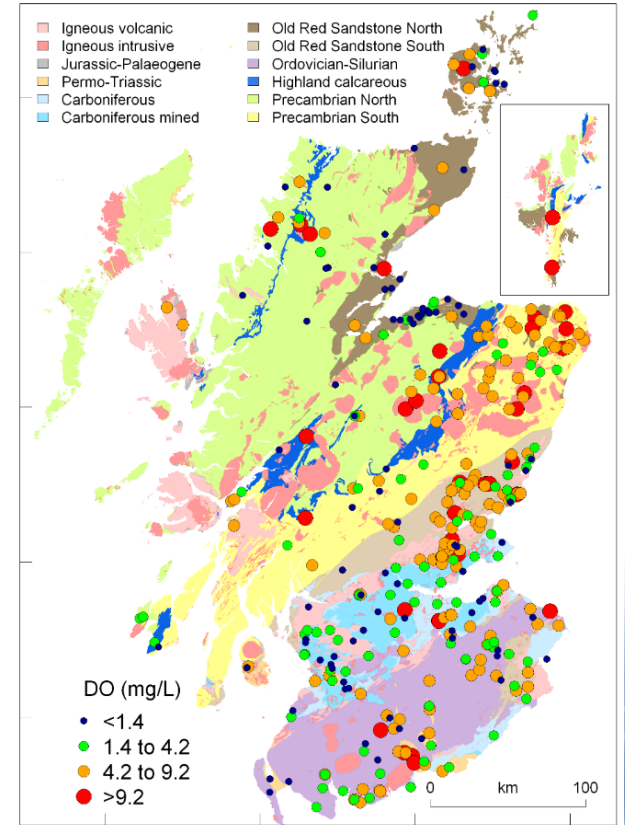 Igneous volcanic
Igneous intrusive
Jurassic-Palaeogene
Permo-Triassic
Carboniferous
Carboniferous mined
Old Red Sandstone North
Old Red Sandstone South
Ordovician-Silurian
Highland calcareous
Precambrian North
Precambrian South
DO (mg/L)
<1.4
1.4 to 4.2
4.2 to 9.2
>9.2
km
0 100